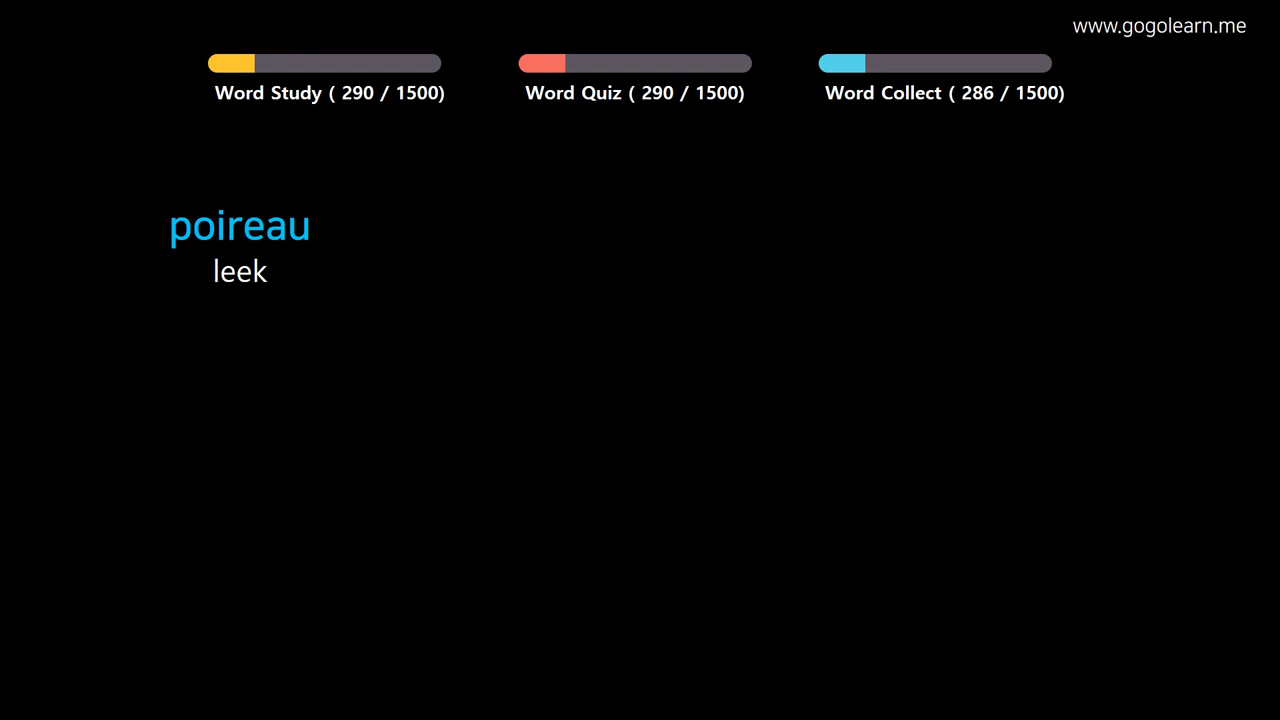 www.gogolearn.me
Word Study ( 290 / 1500)
Word Quiz ( 290 / 1500)
Word Collect ( 286 / 1500)
poireau
leek